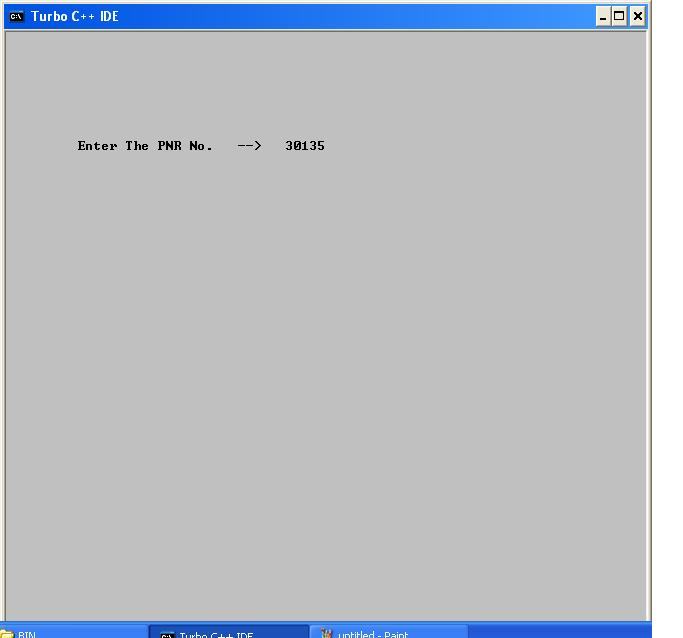 Turbo C++ IDE
Enter The PNR No. --> 30135
BIN
Turbo C++ IDE
untitled - Paint